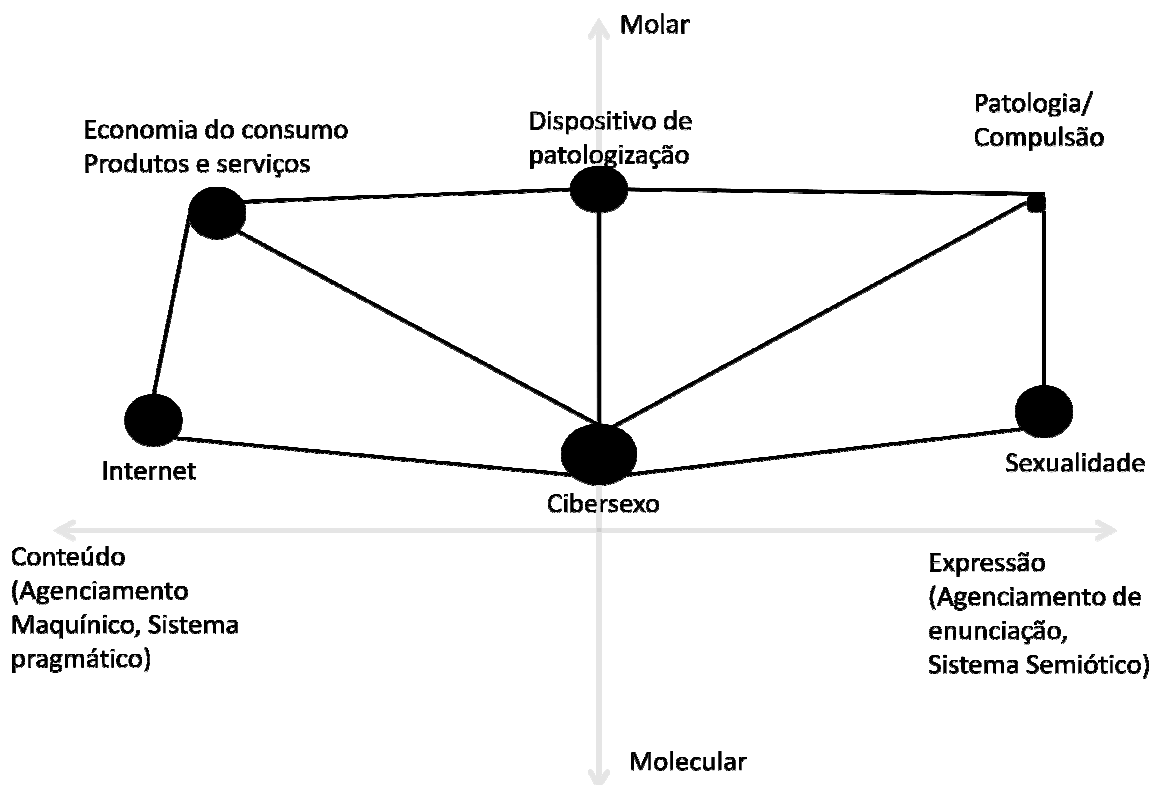 Molar
Economia do consumo
Produtos e serviços
Dispositivo de
patologização
Patologia/
Compulsão
Internet
Cibersexo
Sexualidade
Conteúdo
(Agenciamento
Maquínico, Sistema
pragmático)
Expressão
(Agenciamento de
enunciação,
Sistema Semiótico)
Molecular